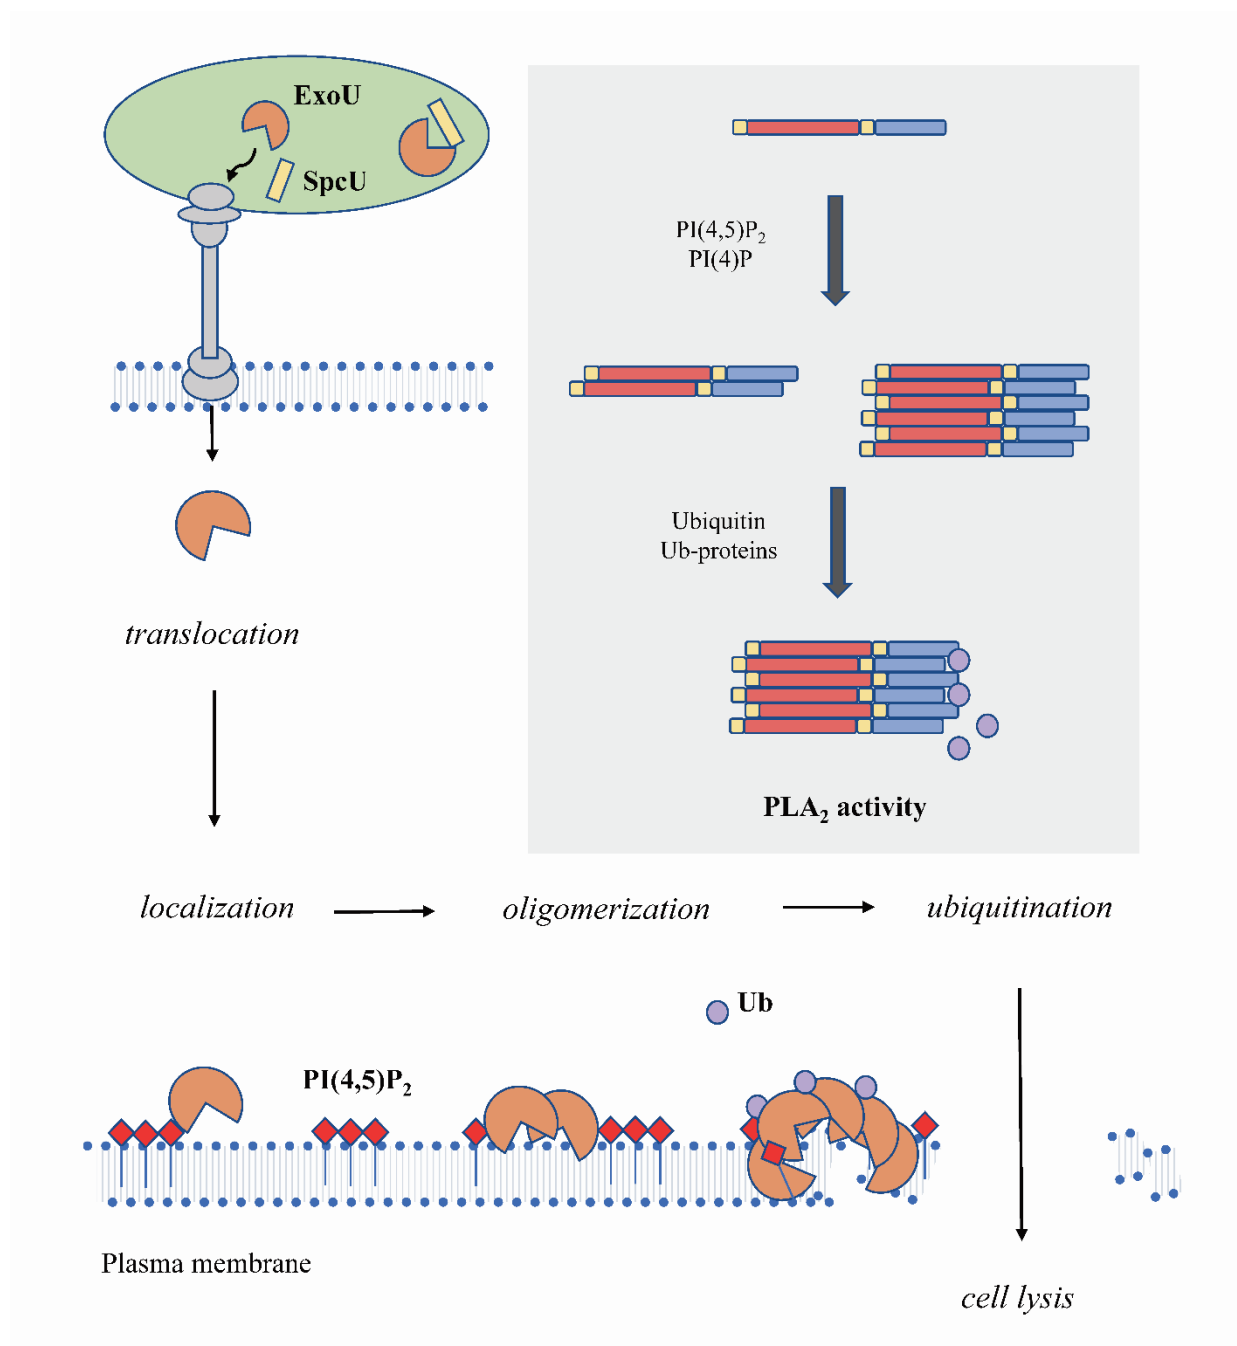 ExoU
SpcU
PI(4,5)P₂
PI(4)P
Ubiquitin
Ub-proteins
translocation
PLA₂ activity
localization
oligomerization
ubiquitination
Ub
PI(4,5)P₂
Plasma membrane
cell lysis